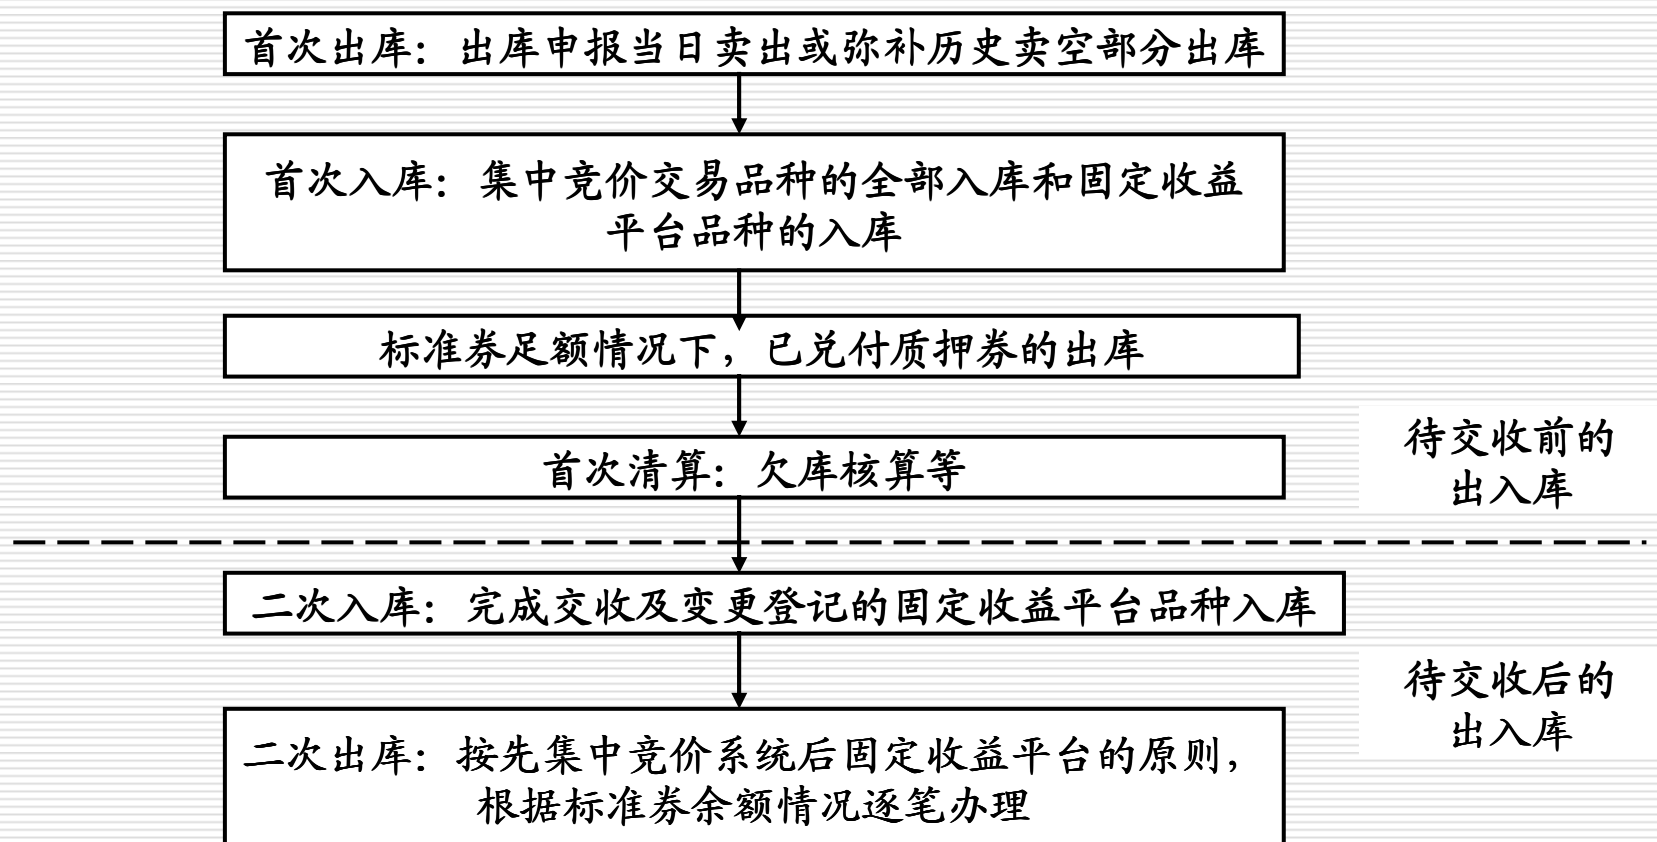 首次出库：出库申报当日卖出或弥补历史卖空部分出库
首次入库：集中竞价交易品种的全部入库和固定收益
平台品种的入库
标准券足额情况下，已兑付质押券的出库
首次清算：欠库核算等
待交收前的
出入库
二次入库：完成交收及变更登记的固定收益平台品种入库
二次出库：按先集中竞价系统后固定收益平台的原则，
根据标准券余额情况逐笔办理
待交收后的
出入库